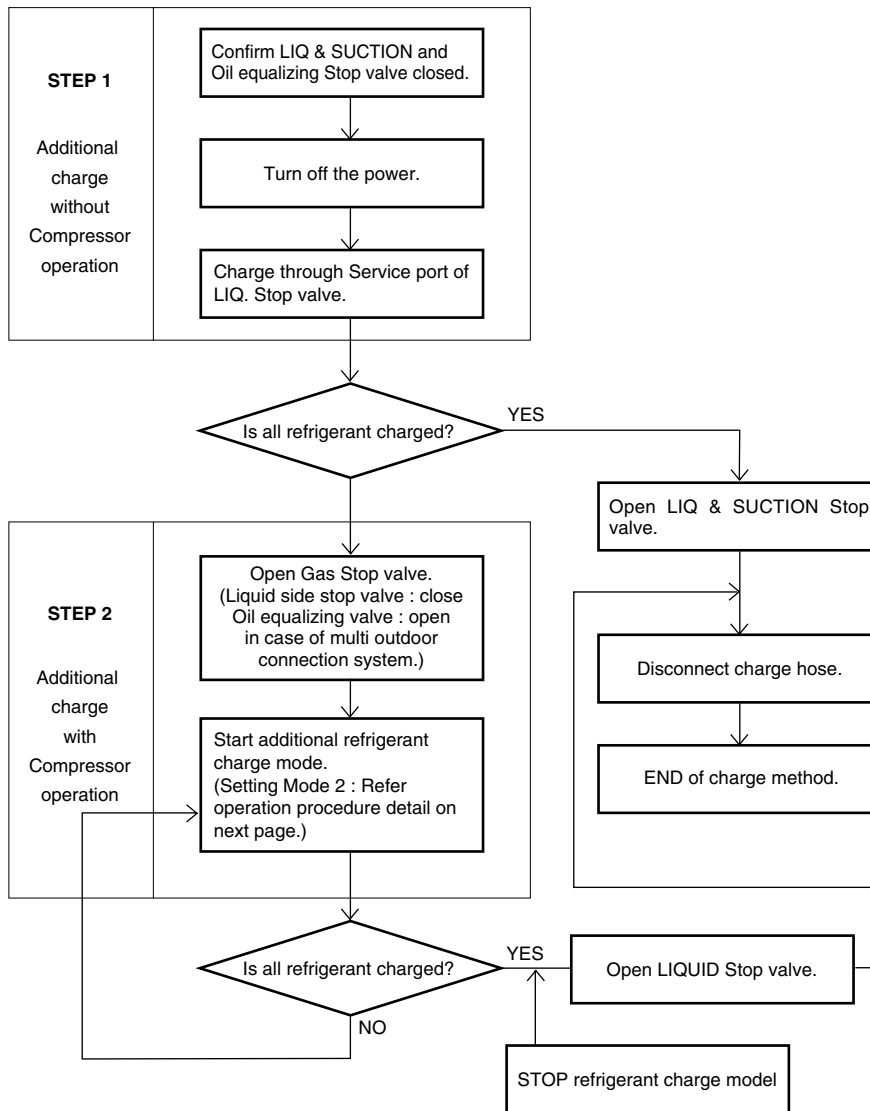 STEP 1
Additional
charge
without
Compressor
operation
Confirm LIQ & SUCTION and
Oil equalizing Stop valve closed.
Turn off the power.
Charge through Service port of
LIQ. Stop valve.
Is all refrigerant charged?
YES
Open LIQ & SUCTION Stop
valve.
Disconnect charge hose.
END of charge method.
STEP 2
Additional
charge
with
Compressor
operation
Open Gas Stop valve.
(Liquid side stop valve : close
Oil equalizing valve : open
in case of multi outdoor
connection system.)
Start additional refrigerant
charge mode.
(Setting Mode 2 : Refer
operation procedure detail on
next page.)
Is all refrigerant charged?
YES
NO
Open LIQUID Stop valve.
STOP refrigerant charge model